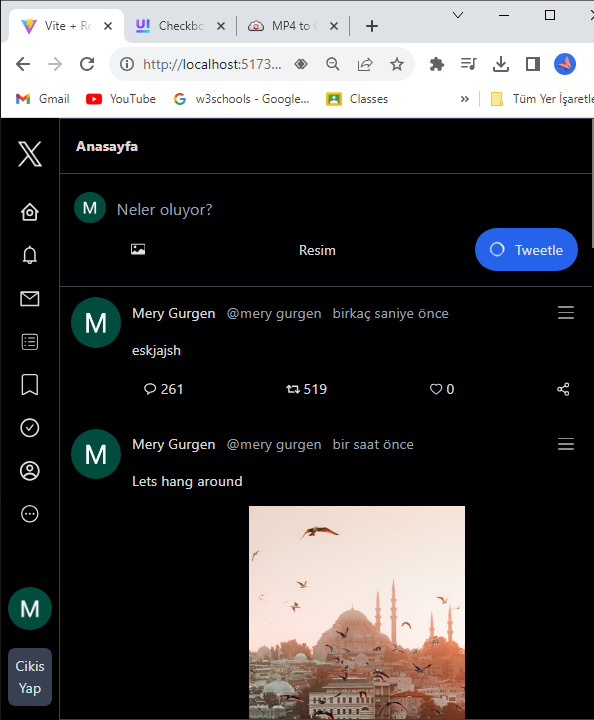 Vite + Re
Checkbo
MP4 to
http://localhost:5173...
Gmail
YouTube
w3schools - Google...
Classes
»
Tüm Yer İşaretle
Anasayfa
M
Neler oluyor?
Resim
Tweetle
M
Mery Gurgen @mery gurgen birkaç saniye önce
eskjajsh
261
519
0
M
Mery Gurgen @mery gurgen bir saat önce
Lets hang around
M
Cikis
Yap